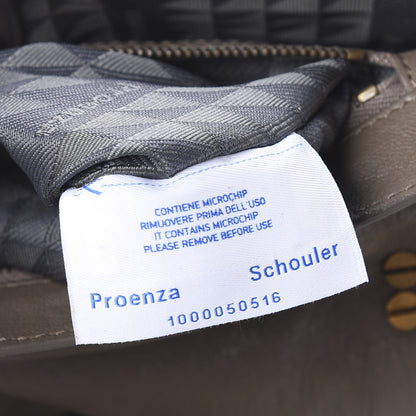 CONTIENE MICROCHIP
RIMUOVERE PRIMA DELL'USO
IT CONTAINS MICROCHIP
PLEASE REMOVE BEFORE USE
Proenza Schouler
1000050516